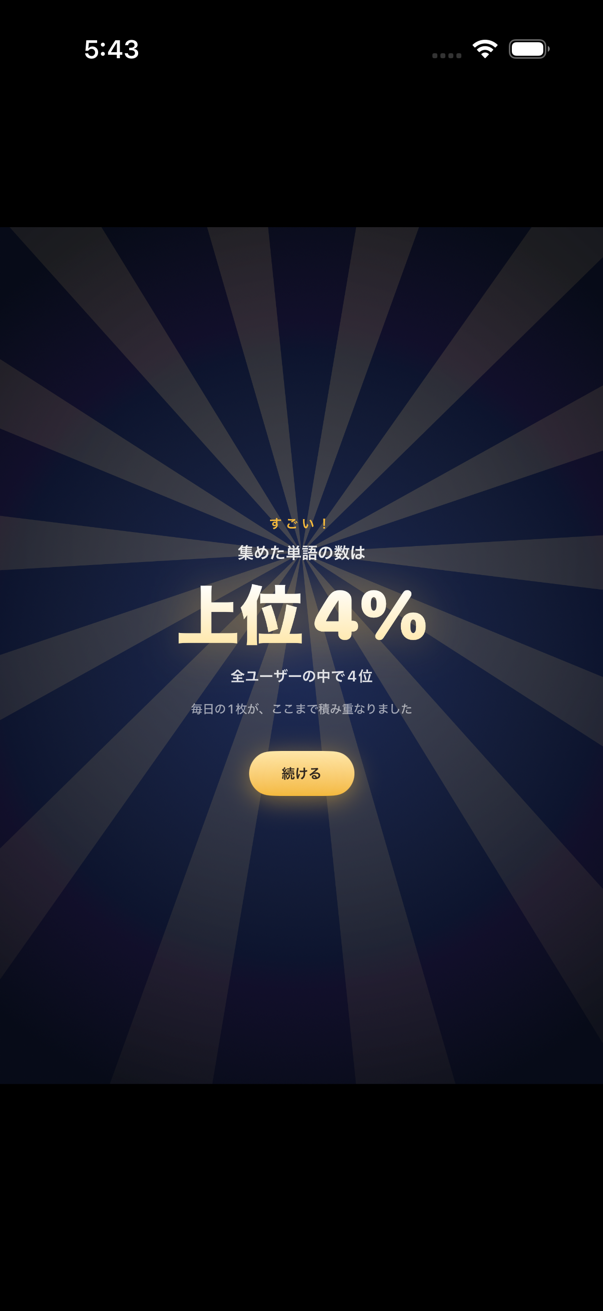 5:43
すごい！
集めた単語の数は
上位4%
全ユーザーの中で4位
毎日の1枚が、ここまで積み重なりました
続ける